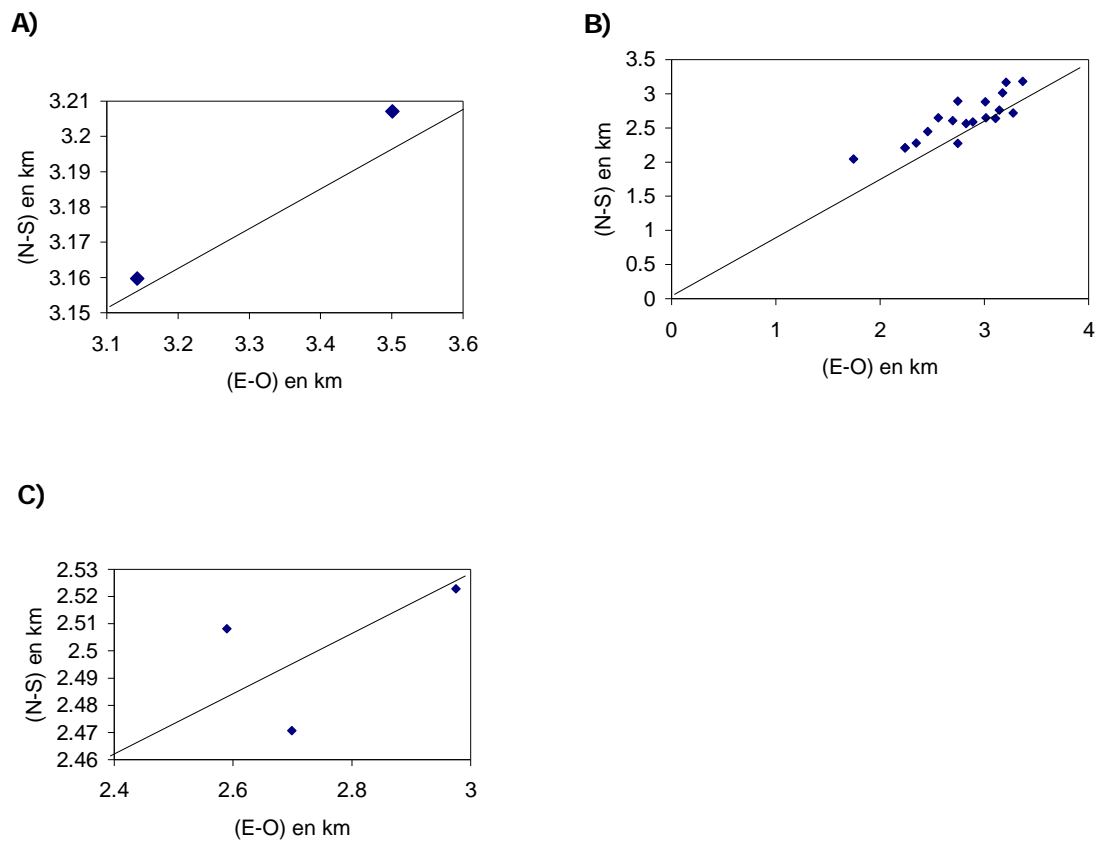 A)
3.21
3.2
3.19
3.18
3.17
3.16
3.15
3.1 3.2 3.3 3.4 3.5 3.6
(N-S) en km
(E-O) en km
B)
3.5
3
2.5
2
1.5
1
0.5
0
0 1 2 3 4
(N-S) en km
(E-O) en km
C)
2.53
2.52
2.51
2.5
2.49
2.48
2.47
2.46
2.4 2.6 2.8 3
(N-S) en km
(E-O) en km